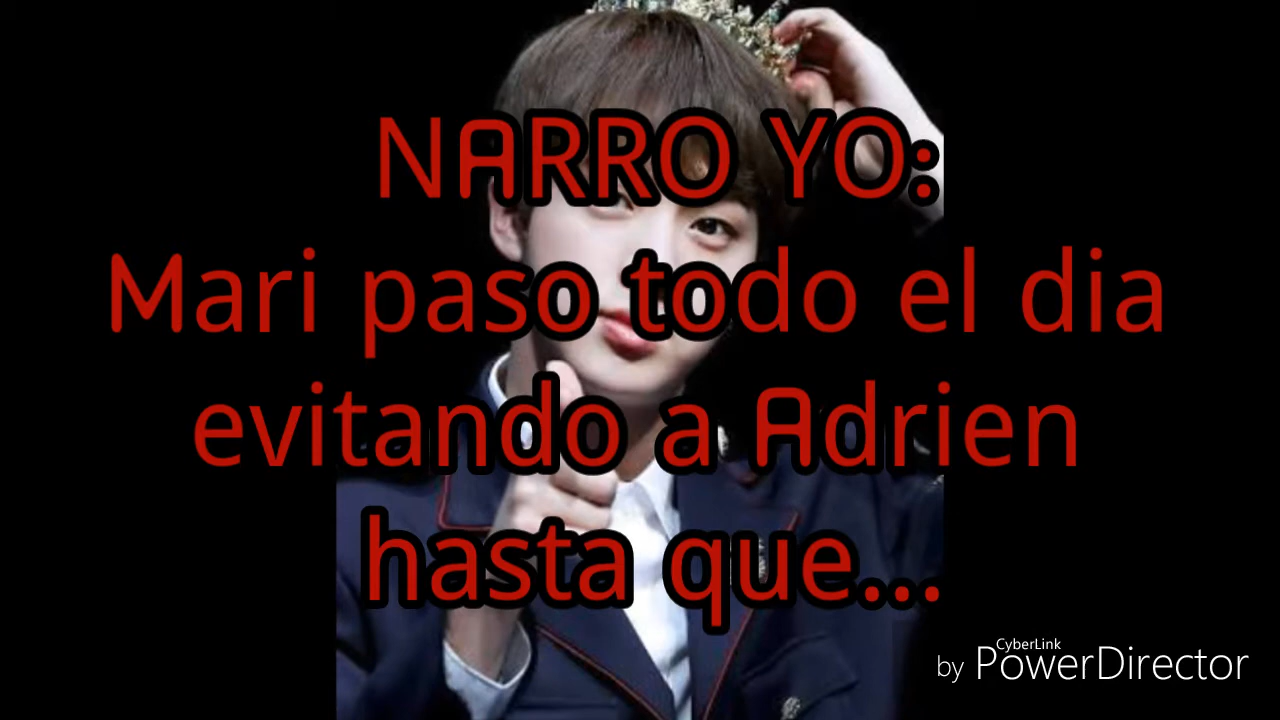 NARRO YO:
Mari paso todo el dia
evitando a Adrien
hasta que...
CyberLink
by PowerDirector